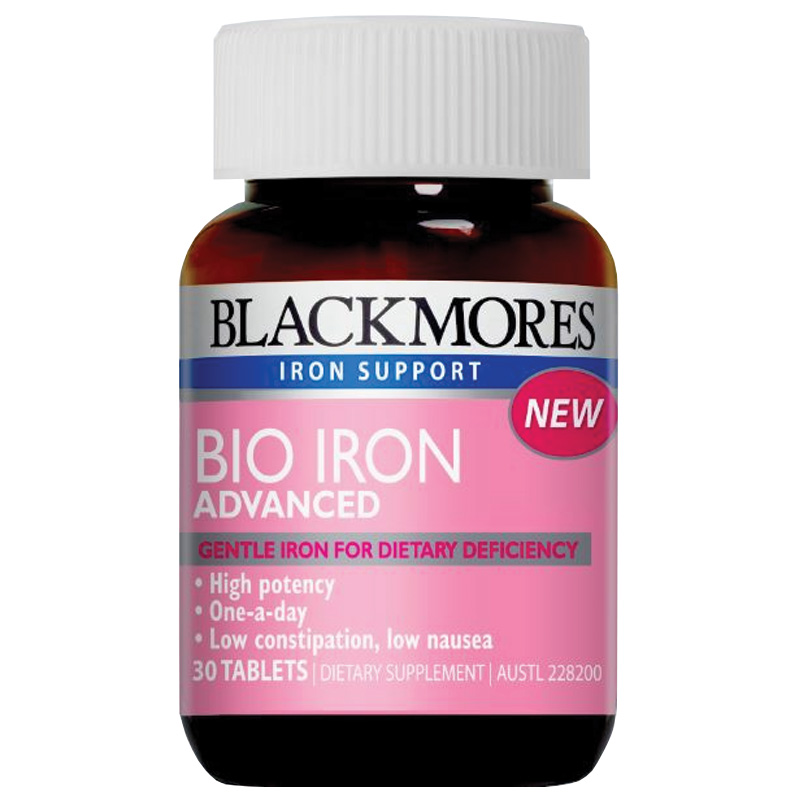 BLACKMORES
IRON SUPPORT
NEW
BIO IRON
ADVANCED
GENTLE IRON FOR DIETARY DEFICIENCY
• High potency
• One-a-day
• Low constipation, low nausea
30 TABLETS | DIETARY SUPPLEMENT | AUSTL 228200